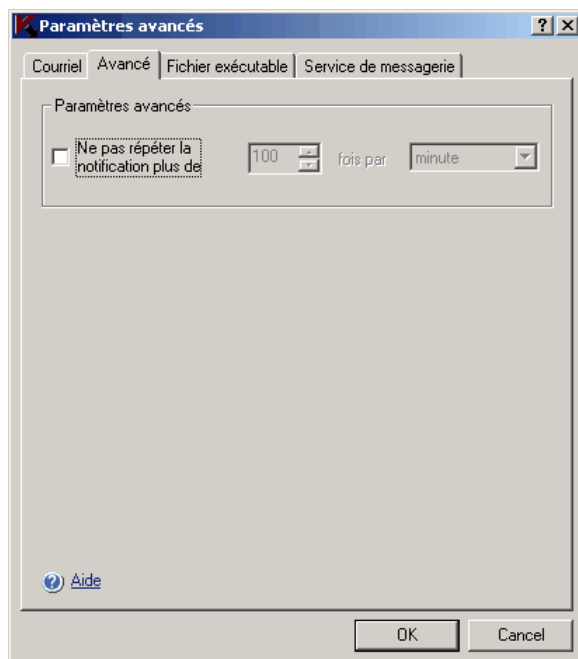 Paramètres avancés
Courriel
Avancé
Fichier exécutable
Service de messagerie
Paramètres avancés
Ne pas répéter la
notification plus de
100
fois par
minute
Aide
OK
Cancel